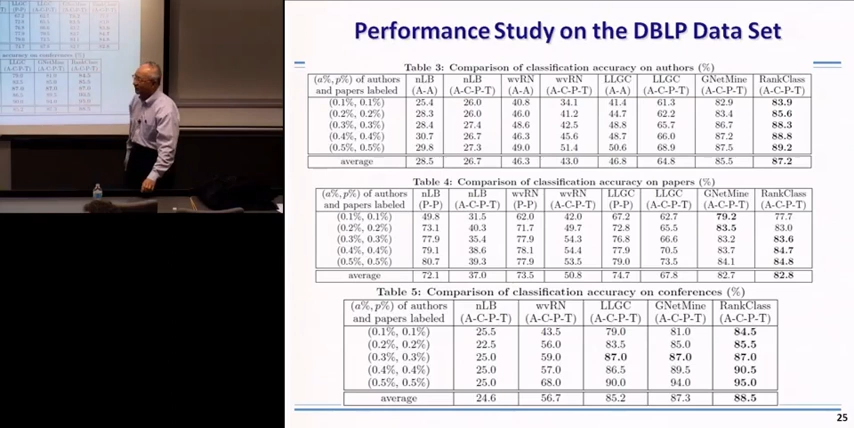 Performance Study on the DBLP Data Set
Table 3: Comparison of classification accuracy on authors (%)
(a%, p%) of authors nLB nLB wvRN wvRN LLGC LLGC GNetMine RankClass
and papers labeled (A-A) (A-C-P-T) (A-A) (A-C-P-T) (A-A) (A-C-P-T) (A-C-P-T) (A-C-P-T)
(0.1%, 0.1%) 25.4 26.0 40.8 34.1 41.4 61.3 82.9 83.9
(0.2%, 0.2%) 28.3 26.0 46.0 41.2 44.7 62.2 83.4 85.6
(0.3%, 0.3%) 28.4 27.4 48.6 42.5 48.8 65.7 86.7 88.3
(0.4%, 0.4%) 30.7 26.7 46.3 45.6 48.7 66.0 87.2 88.8
(0.5%, 0.5%) 29.8 27.3 49.0 51.4 50.6 68.9 87.5 89.2
average 28.5 26.7 46.3 43.0 46.8 64.8 85.5 87.2
Table 4: Comparison of classification accuracy on papers (%)
(a%, p%) of authors nLB nLB wvRN wvRN LLGC LLGC GNetMine RankClass
and papers labeled (P-P) (A-C-P-T) (P-P) (A-C-P-T) (P-P) (A-C-P-T) (A-C-P-T) (A-C-P-T)
(0.1%, 0.1%) 49.8 31.5 62.0 42.0 67.2 62.7 79.2 77.7
(0.2%, 0.2%) 73.1 40.3 71.7 49.7 72.8 65.5 83.5 83.0
(0.3%, 0.3%) 77.9 35.4 77.9 54.3 76.8 66.6 83.2 83.6
(0.4%, 0.4%) 79.1 38.6 78.1 54.4 77.9 70.5 83.7 84.7
(0.5%, 0.5%) 80.7 39.3 77.9 53.5 79.0 73.5 84.1 84.8
average 72.1 37.0 73.5 50.8 74.7 67.8 82.7 82.8
Table 5: Comparison of classification accuracy on conferences (%)
(a%, p%) of authors nLB wvRN LLGC GNetMine RankClass
and papers labeled (A-C-P-T) (A-C-P-T) (A-C-P-T) (A-C-P-T) (A-C-P-T)
(0.1%, 0.1%) 25.5 43.5 79.0 81.0 84.5
(0.2%, 0.2%) 22.5 56.0 83.5 85.0 85.5
(0.3%, 0.3%) 25.0 59.0 87.0 87.0 87.0
(0.4%, 0.4%) 25.0 57.0 86.5 89.5 90.5
(0.5%, 0.5%) 25.0 68.0 90.0 94.0 95.0
average 24.6 56.7 85.2 87.3 88.5
25